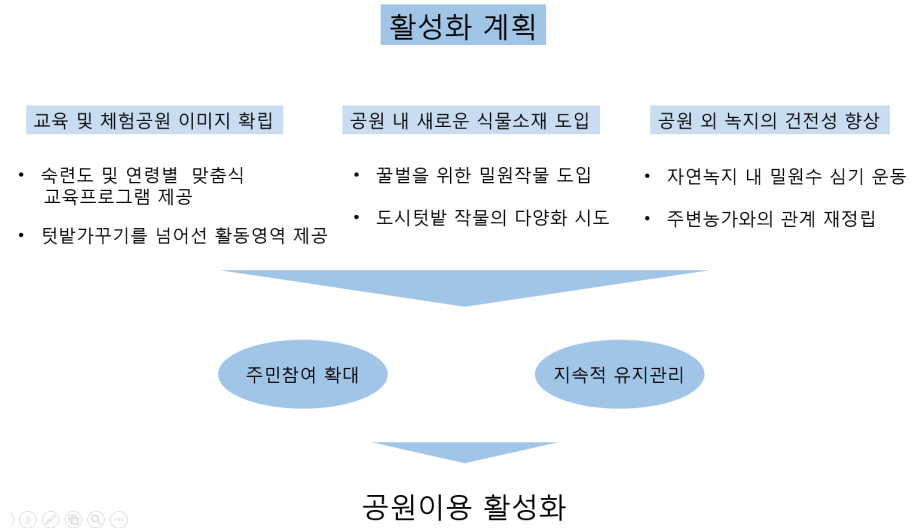 활성화 계획
교육 및 체험공원 이미지 확립
• 숙련도 및 연령별 맞춤식
교육프로그램 제공
• 텃밭가꾸기를 넘어선 활동영역 제공
공원 내 새로운 식물소재 도입
• 꿀벌을 위한 밀원작물 도입
• 도시텃밭 작물의 다양화 시도
공원 외 녹지의 건전성 향상
• 자연녹지 내 밀원수 심기 운동
• 주변농가와의 관계 재정립
주민참여 확대
지속적 유지관리
공원이용 활성화